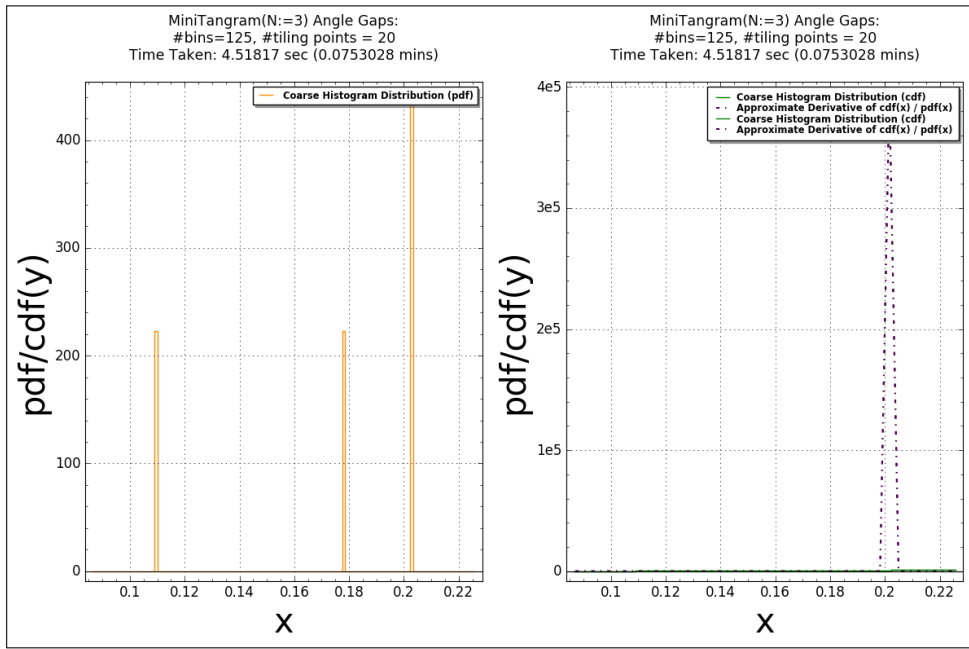 MiniTangram(N:=3) Angle Gaps:
#bins=125, #tiling points = 20
Time Taken: 4.51817 sec (0.0753028 mins)
Coarse Histogram Distribution (pdf)
400
300
200
100
0
pdf/cdf(y)
0.1
0.12
0.14
0.16
0.18
0.2
0.22
x
MiniTangram(N:=3) Angle Gaps:
#bins=125, #tiling points = 20
Time Taken: 4.51817 sec (0.0753028 mins)
Coarse Histogram Distribution (cdf)
Approximate Derivative of cdf(x) / pdf(x)
Coarse Histogram Distribution (cdf)
Approximate Derivative of cdf(x) / pdf(x)
4e5
3e5
2e5
1e5
0
pdf/cdf(y)
0.1
0.12
0.14
0.16
0.18
0.2
0.22
x